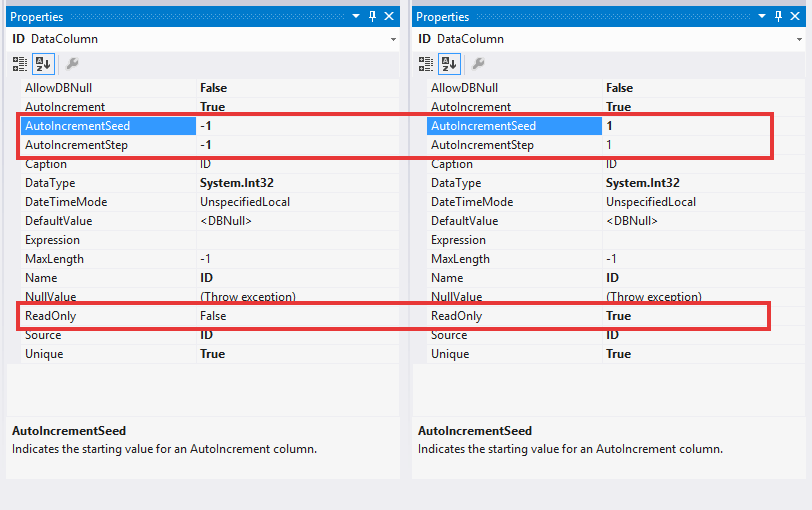 Properties
ID DataColumn
AllowDBNull False
AutoIncrement True
AutoIncrementSeed -1
AutoIncrementStep -1
Caption ID
DataType System.Int32
DateTimeMode UnspecifiedLocal
DefaultValue <DBNull>
Expression
MaxLength -1
Name ID
NullValue (Throw exception)
ReadOnly False
Source ID
Unique True
AutoIncrementSeed
Indicates the starting value for an AutoIncrement column.
Properties
ID DataColumn
AllowDBNull False
AutoIncrement True
AutoIncrementSeed 1
AutoIncrementStep 1
Caption ID
DataType System.Int32
DateTimeMode UnspecifiedLocal
DefaultValue <DBNull>
Expression
MaxLength -1
Name ID
NullValue (Throw exception)
ReadOnly True
Source ID
Unique True
AutoIncrementSeed
Indicates the starting value for an AutoIncrement column.